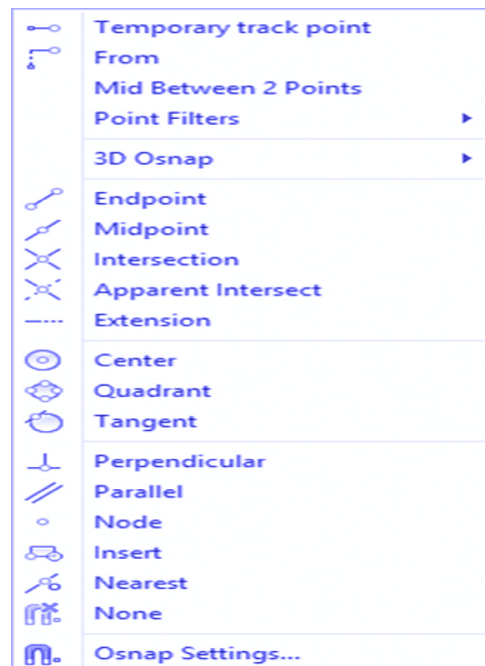 Temporary track point
From
Mid Between 2 Points
Point Filters
3D Osnap
Endpoint
Midpoint
Intersection
Apparent Intersect
Extension
Center
Quadrant
Tangent
Perpendicular
Parallel
Node
Insert
Nearest
None
Osnap Settings...